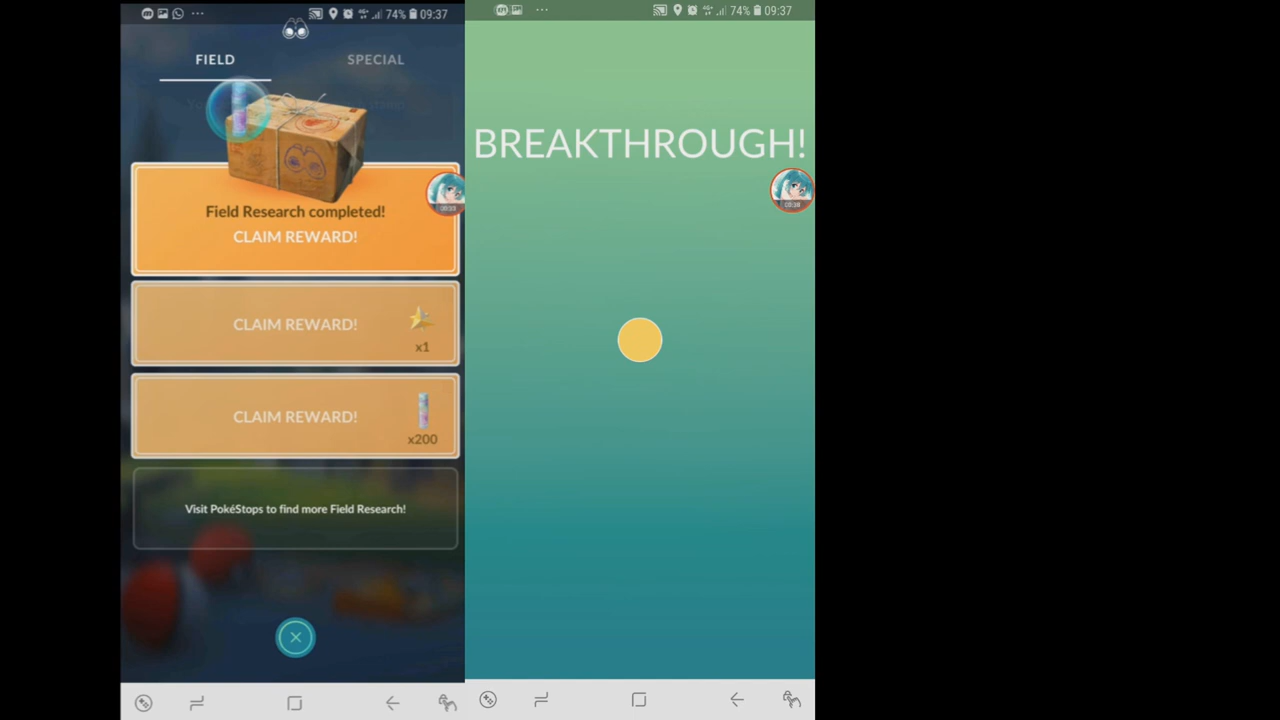 74% 09:37
FIELD
SPECIAL
Field Research completed!
CLAIM REWARD!
CLAIM REWARD!
x1
CLAIM REWARD!
x200
Visit PokéStops to find more Field Research!
74% 09:37
BREAKTHROUGH!